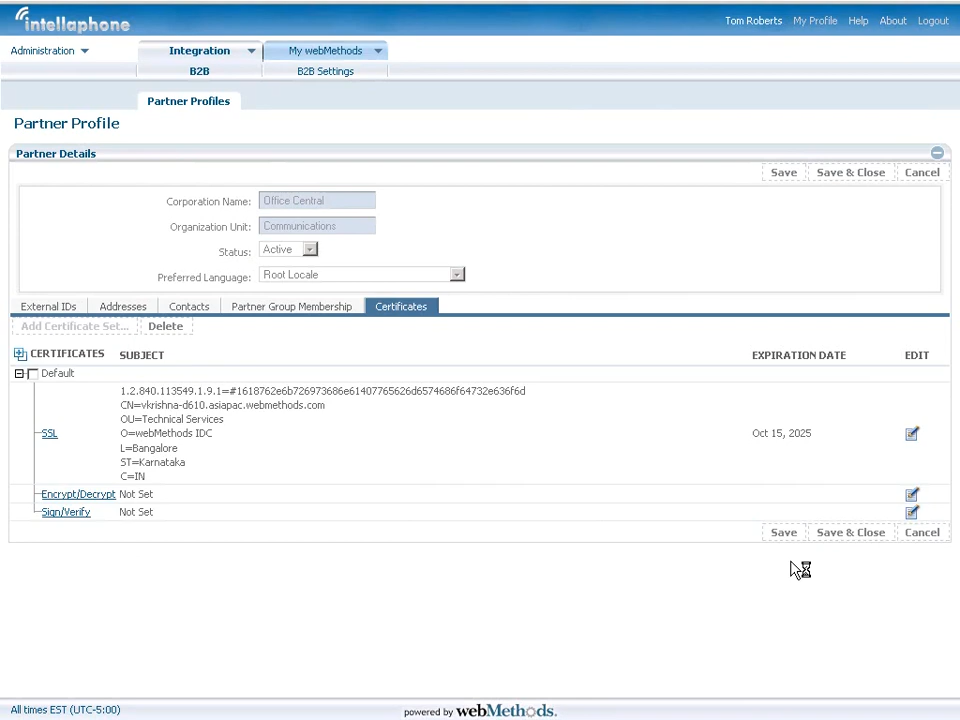 intellaphone
Tom Roberts My Profile Help About Logout
Administration Integration My webMethods
B2B B2B Settings
Partner Profiles
Partner Profile
Partner Details
Save Save & Close Cancel
Corporation Name: Office Central
Organization Unit: Communications
Status: Active
Preferred Language: Root Locale
External IDs Addresses Contacts Partner Group Membership Certificates
Add Certificate Set... Delete
CERTIFICATES SUBJECT EXPIRATION DATE EDIT
Default
1.2.840.113549.1.9.1=#1618762e6b726973686e61407765626d6574686f64732e636f6d
CN=vkrishna-d610.asiapac.webmethods.com
OU=Technical Services
SSL O=webMethods IDC Oct 15, 2025
L=Bangalore
ST=Karnataka
C=IN
Encrypt/Decrypt Not Set
Sign/Verify Not Set
Save Save & Close Cancel
All times EST (UTC-5:00) powered by webMethods.